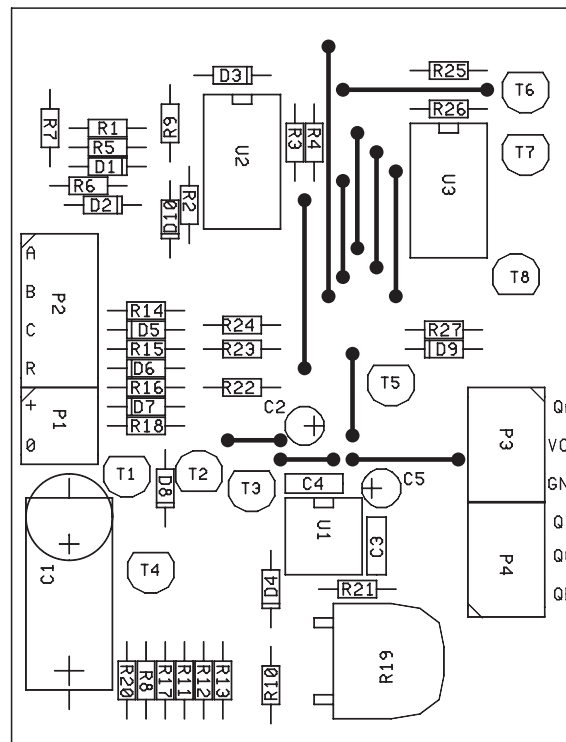 D3
R25
T6
R7
R1
R6
U2
R3
R4
R26
R5
T7
D1
U3
R6
R2
D2
D10
A
B
P2
C
R
T8
R14
D5
R24
R27
R15
R23
D9
D6
R16
R22
T5
+
P1
0
D7
C2
R18
P3
GN
T1
T2
D8
T3
C4
C5
U1
C3
P4
C1
T4
D4
R21
R19
R20
R8
R17
R11
R12
R13
R10